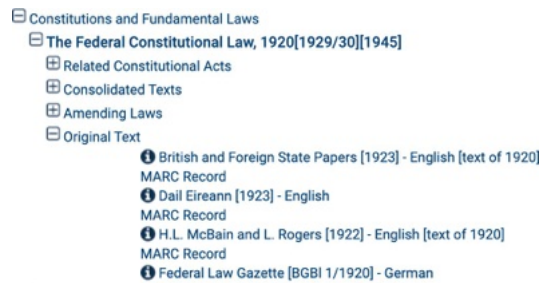 Constitutions and Fundamental Laws
The Federal Constitutional Law, 1920[1929/30][1945]
Related Constitutional Acts
Consolidated Texts
Amending Laws
Original Text
British and Foreign State Papers [1923] - English [text of 1920]
MARC Record
Dail Eireann [1923] - English
MARC Record
H.L. McBain and L. Rogers [1922] - English [text of 1920]
MARC Record
Federal Law Gazette [BGBl 1/1920] - German